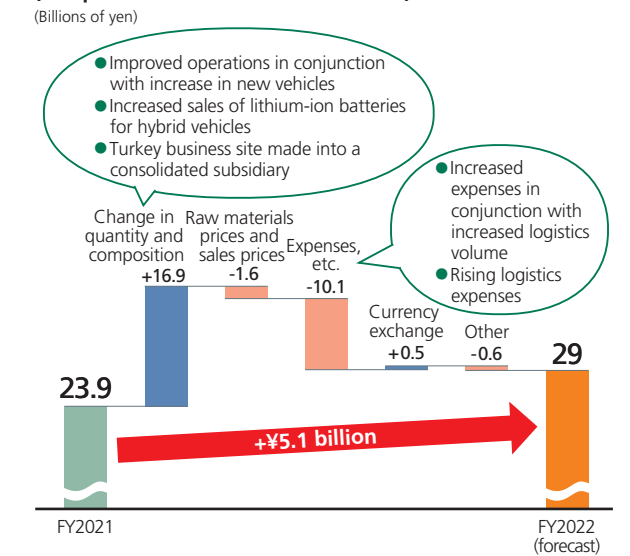 (Billions of yen)
● Improved operations in conjunction
with increase in new vehicles
● Increased sales of lithium-ion batteries
for hybrid vehicles
● Turkey business site made into a
consolidated subsidiary
● Increased
expenses in
conjunction with
increased logistics
volume
● Rising logistics
expenses
Change in
quantity and
composition
+16.9
Raw materials
prices and
sales prices
-1.6
Expenses,
etc.
-10.1
Currency
exchange
+0.5
Other
-0.6
29
23.9
+¥5.1 billion
FY2021
FY2022
(forecast)